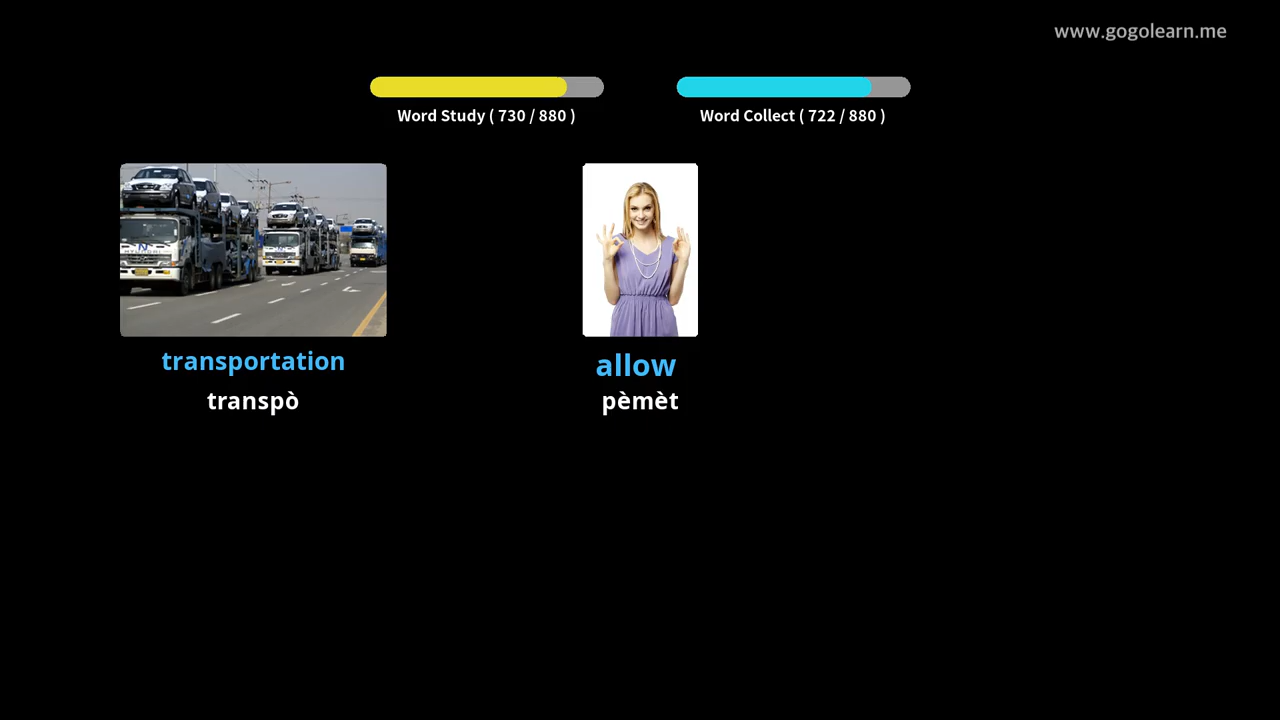 www.gogolearn.me
Word Study ( 730 / 880 )
Word Collect ( 722 / 880 )
transportation
transpò
allow
pèmèt